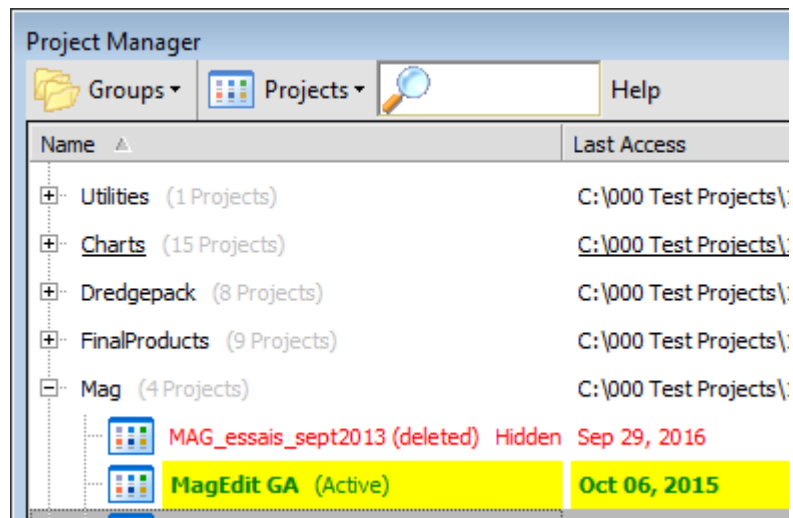 Project Manager
Groups Projects Help
Name Last Access
Utilities (1 Projects) C:\000 Test Projects\
Charts (15 Projects) C:\000 Test Projects\
Dredgepack (8 Projects) C:\000 Test Projects\
FinalProducts (9 Projects) C:\000 Test Projects\
Mag (4 Projects) C:\000 Test Projects\
MAG_essais_sept2013 (deleted) Hidden Sep 29, 2016
MagEdit GA (Active) Oct 06, 2015